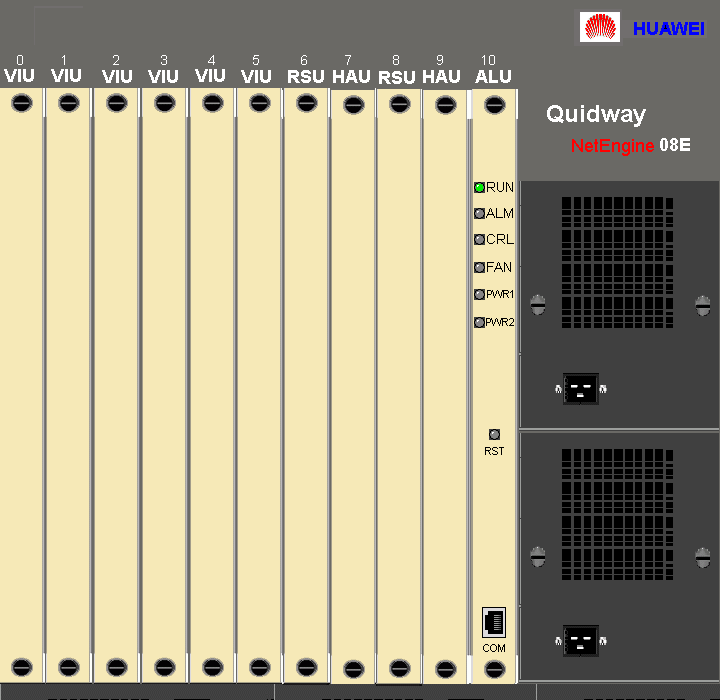 HUAWEI
0 1 2 3 4 5 6 7 8 9 10
VIU VIU VIU VIU VIU VIU RSU HAU RSU HAU ALU
Quidway
NetEngine 08E
RUN
ALM
CRL
FAN
PWR1
PWR2
RST
COM